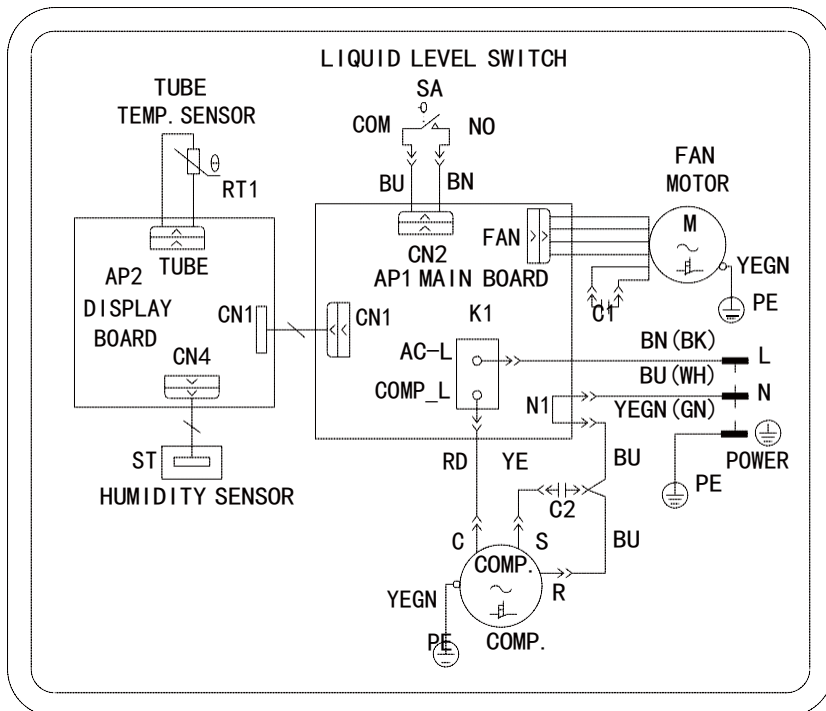 LIQUID LEVEL SWITCH
SA
COM
NO
BU
BN
TUBE
TEMP. SENSOR
RT1
FAN
MOTOR
M
YEGN
PE
C1
TUBE
AP2
DISPLAY
BOARD
CN1
CN4
ST
HUMIDITY SENSOR
CN2
FAN
AP1 MAIN BOARD
CN1
K1
AC-L
COMP_L
N1
BN(BK)
L
BU(WH)
N
YEGN(GN)
POWER
PE
RD
YE
BU
C2
BU
C
S
R
COMP.
YEGN
PE
COMP.